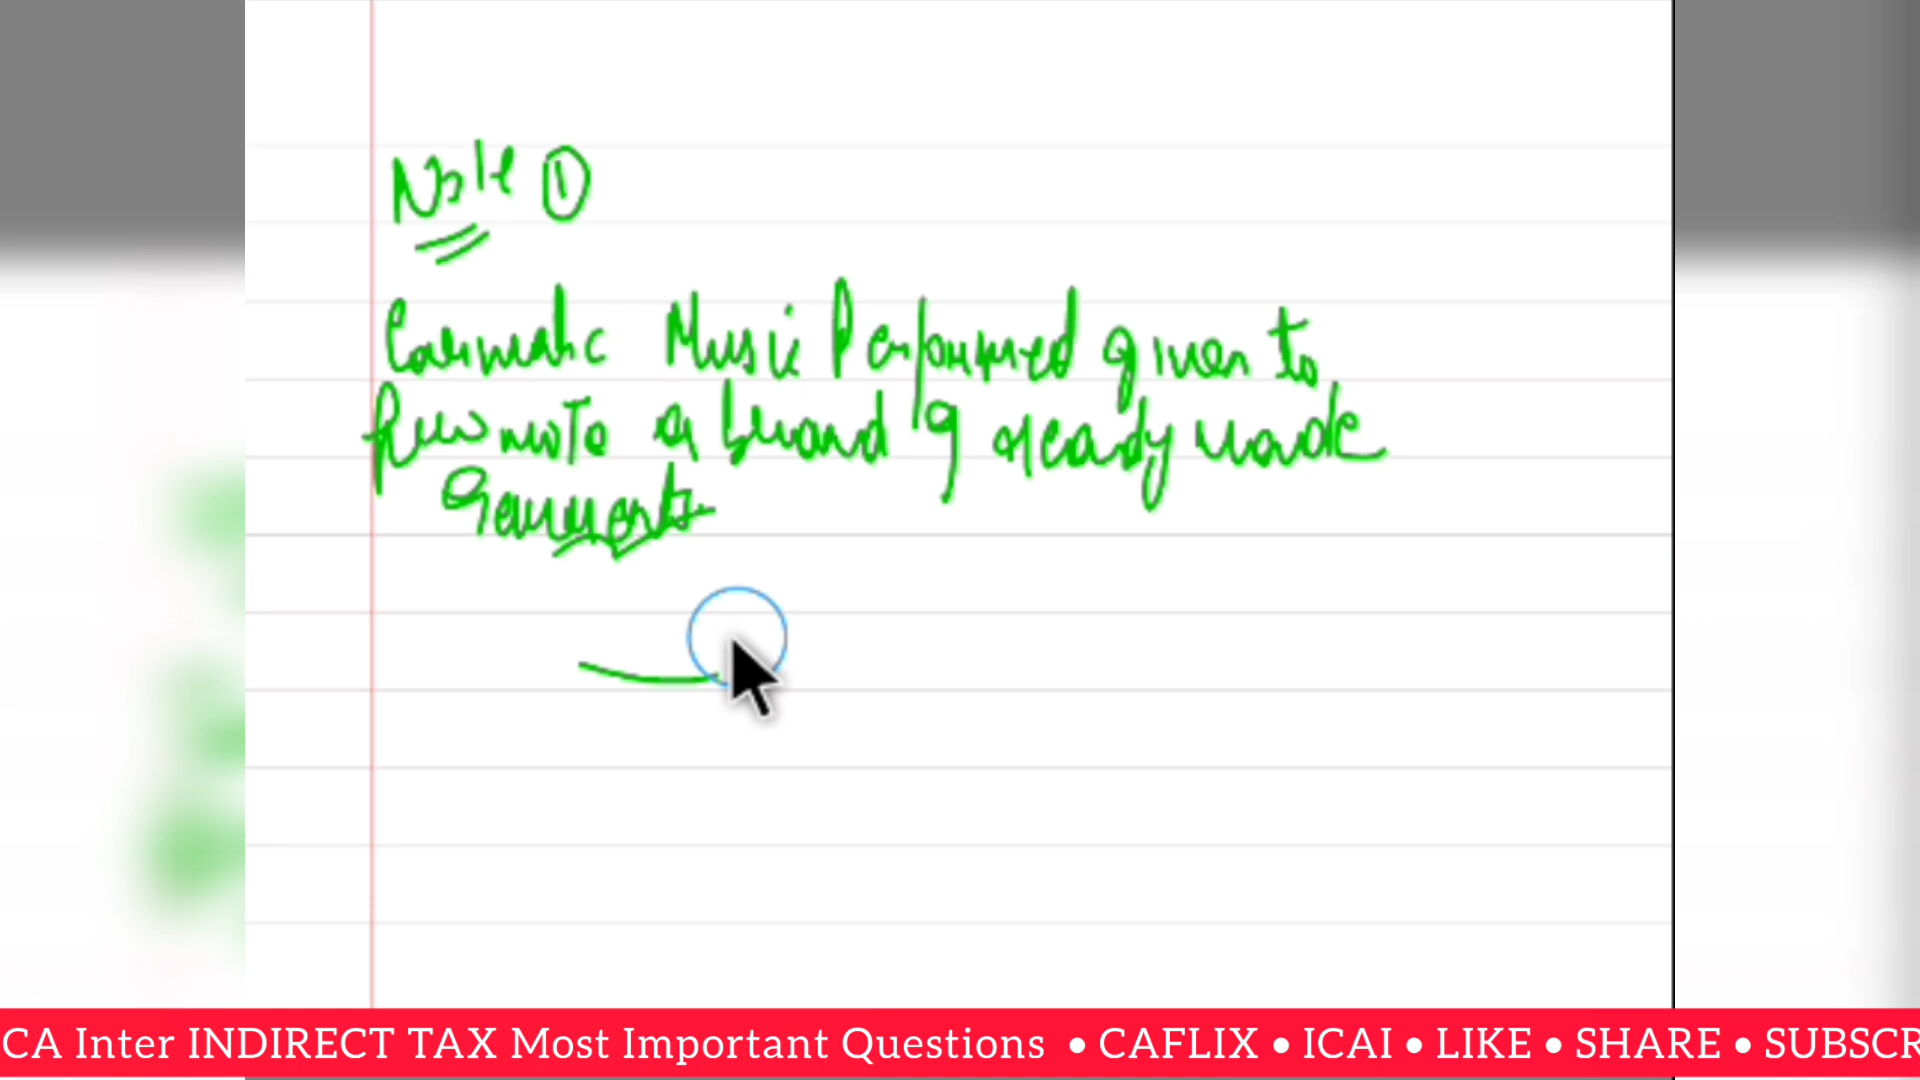 Note ①
Carnatic Music Performed given to
Promote a brand of ready made
Garments
CA Inter INDIRECT TAX Most Important Questions • CAFLIX • ICAI • LIKE • SHARE • SUBSCR